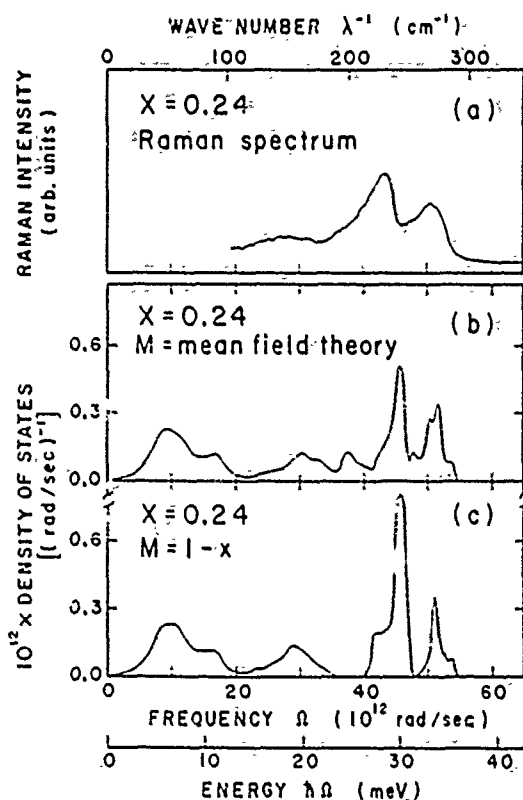 WAVE NUMBER λ⁻¹ (cm⁻¹)
0 100 200 300
RAMAN INTENSITY
(arb. units)
X = 0.24
(a)
Raman spectrum
X = 0.24
(b)
M = mean field theory
0.6
0.3
0.0
10¹² X DENSITY OF STATES
[(rad/sec)⁻¹]
X = 0.24
(c)
M = 1 - x
0.6
0.3
0.0
0 20 40 60
FREQUENCY Ω (10¹² rad/sec)
0 10 20 30 40
ENERGY ħΩ (meV)